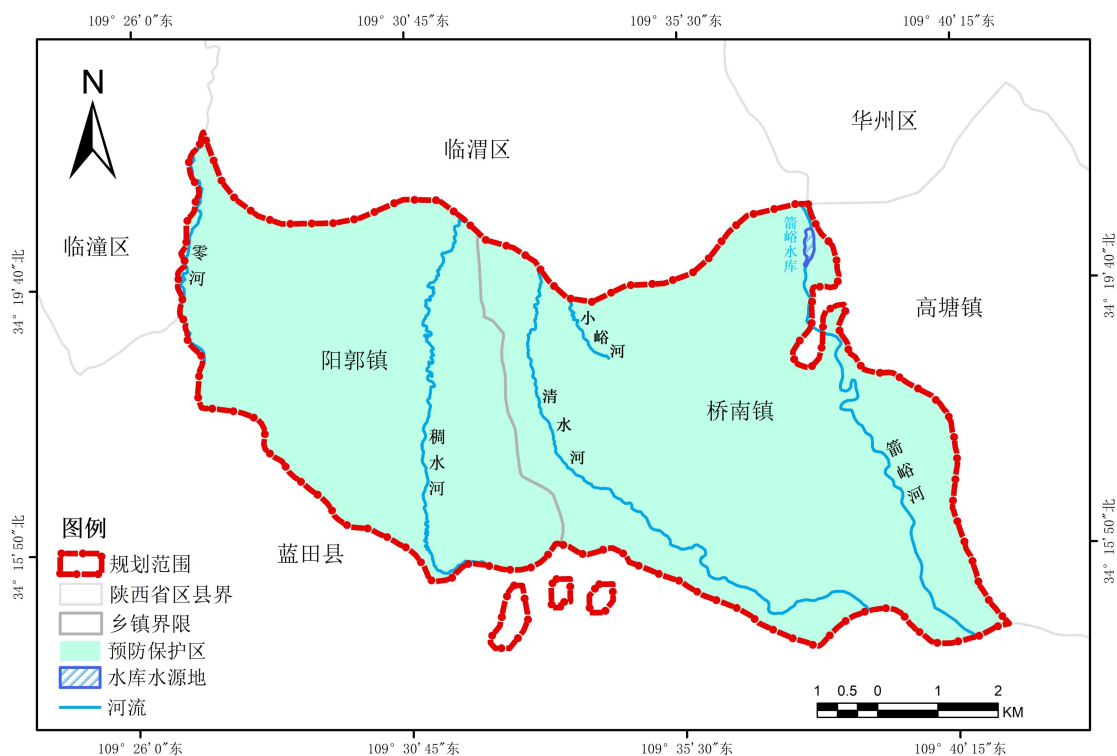 109° 26′0″东
109° 30′45″东
109° 35′30″东
109° 40′15″东
N
华州区
临渭区
箭峪水库
临潼区
零河
34° 19′40″北
34° 19′40″北
高塘镇
小峪河
阳郭镇
桥南镇
清水河
稠水河
箭峪河
图例
蓝田县
34° 15′50″北
34° 15′50″北
规划范围
陕西省区县界
乡镇界限
预防保护区
水库水源地
河流
1 0.5 0 1 2
KM
109° 26′0″东
109° 30′45″东
109° 35′30″东
109° 40′15″东